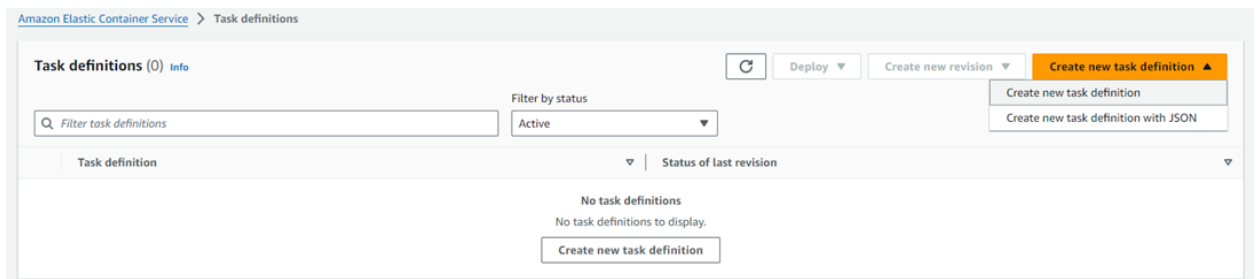 Amazon Elastic Container Service > Task definitions
Task definitions (0) Info
Deploy
Create new revision
Create new task definition
Create new task definition
Create new task definition with JSON
Filter by status
Filter task definitions
Active
Task definition
Status of last revision
No task definitions
No task definitions to display.
Create new task definition